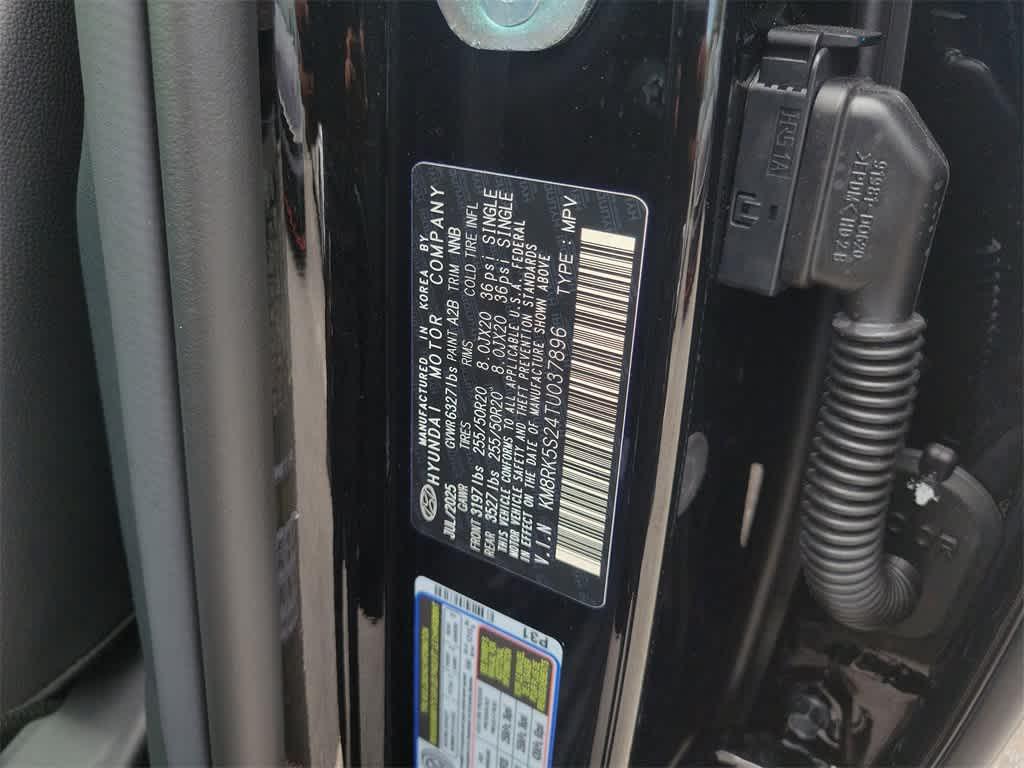 MANUFACTURED IN KOREA BY
HYUNDAI MOTOR COMPANY
JUL/2025 GVWR6327lbs PAINT A2B TRIM NNB
GAWR TIRES RIMS COLD TIRE INFL
FRONT 3197lbs 255/50R20 8.0JX20 36psi SINGLE
REAR 3527lbs 255/50R20 8.0JX20 36psi SINGLE
THIS VEHICLE CONFORMS TO ALL APPLICABLE U.S.A. FEDERAL
MOTOR VEHICLE SAFETY AND THEFT PREVENTION STANDARDS
IN EFFECT ON THE DATE OF MANUFACTURE SHOWN ABOVE
V.I.N KM8RK5S24TU037896 TYPE: MPV
P31